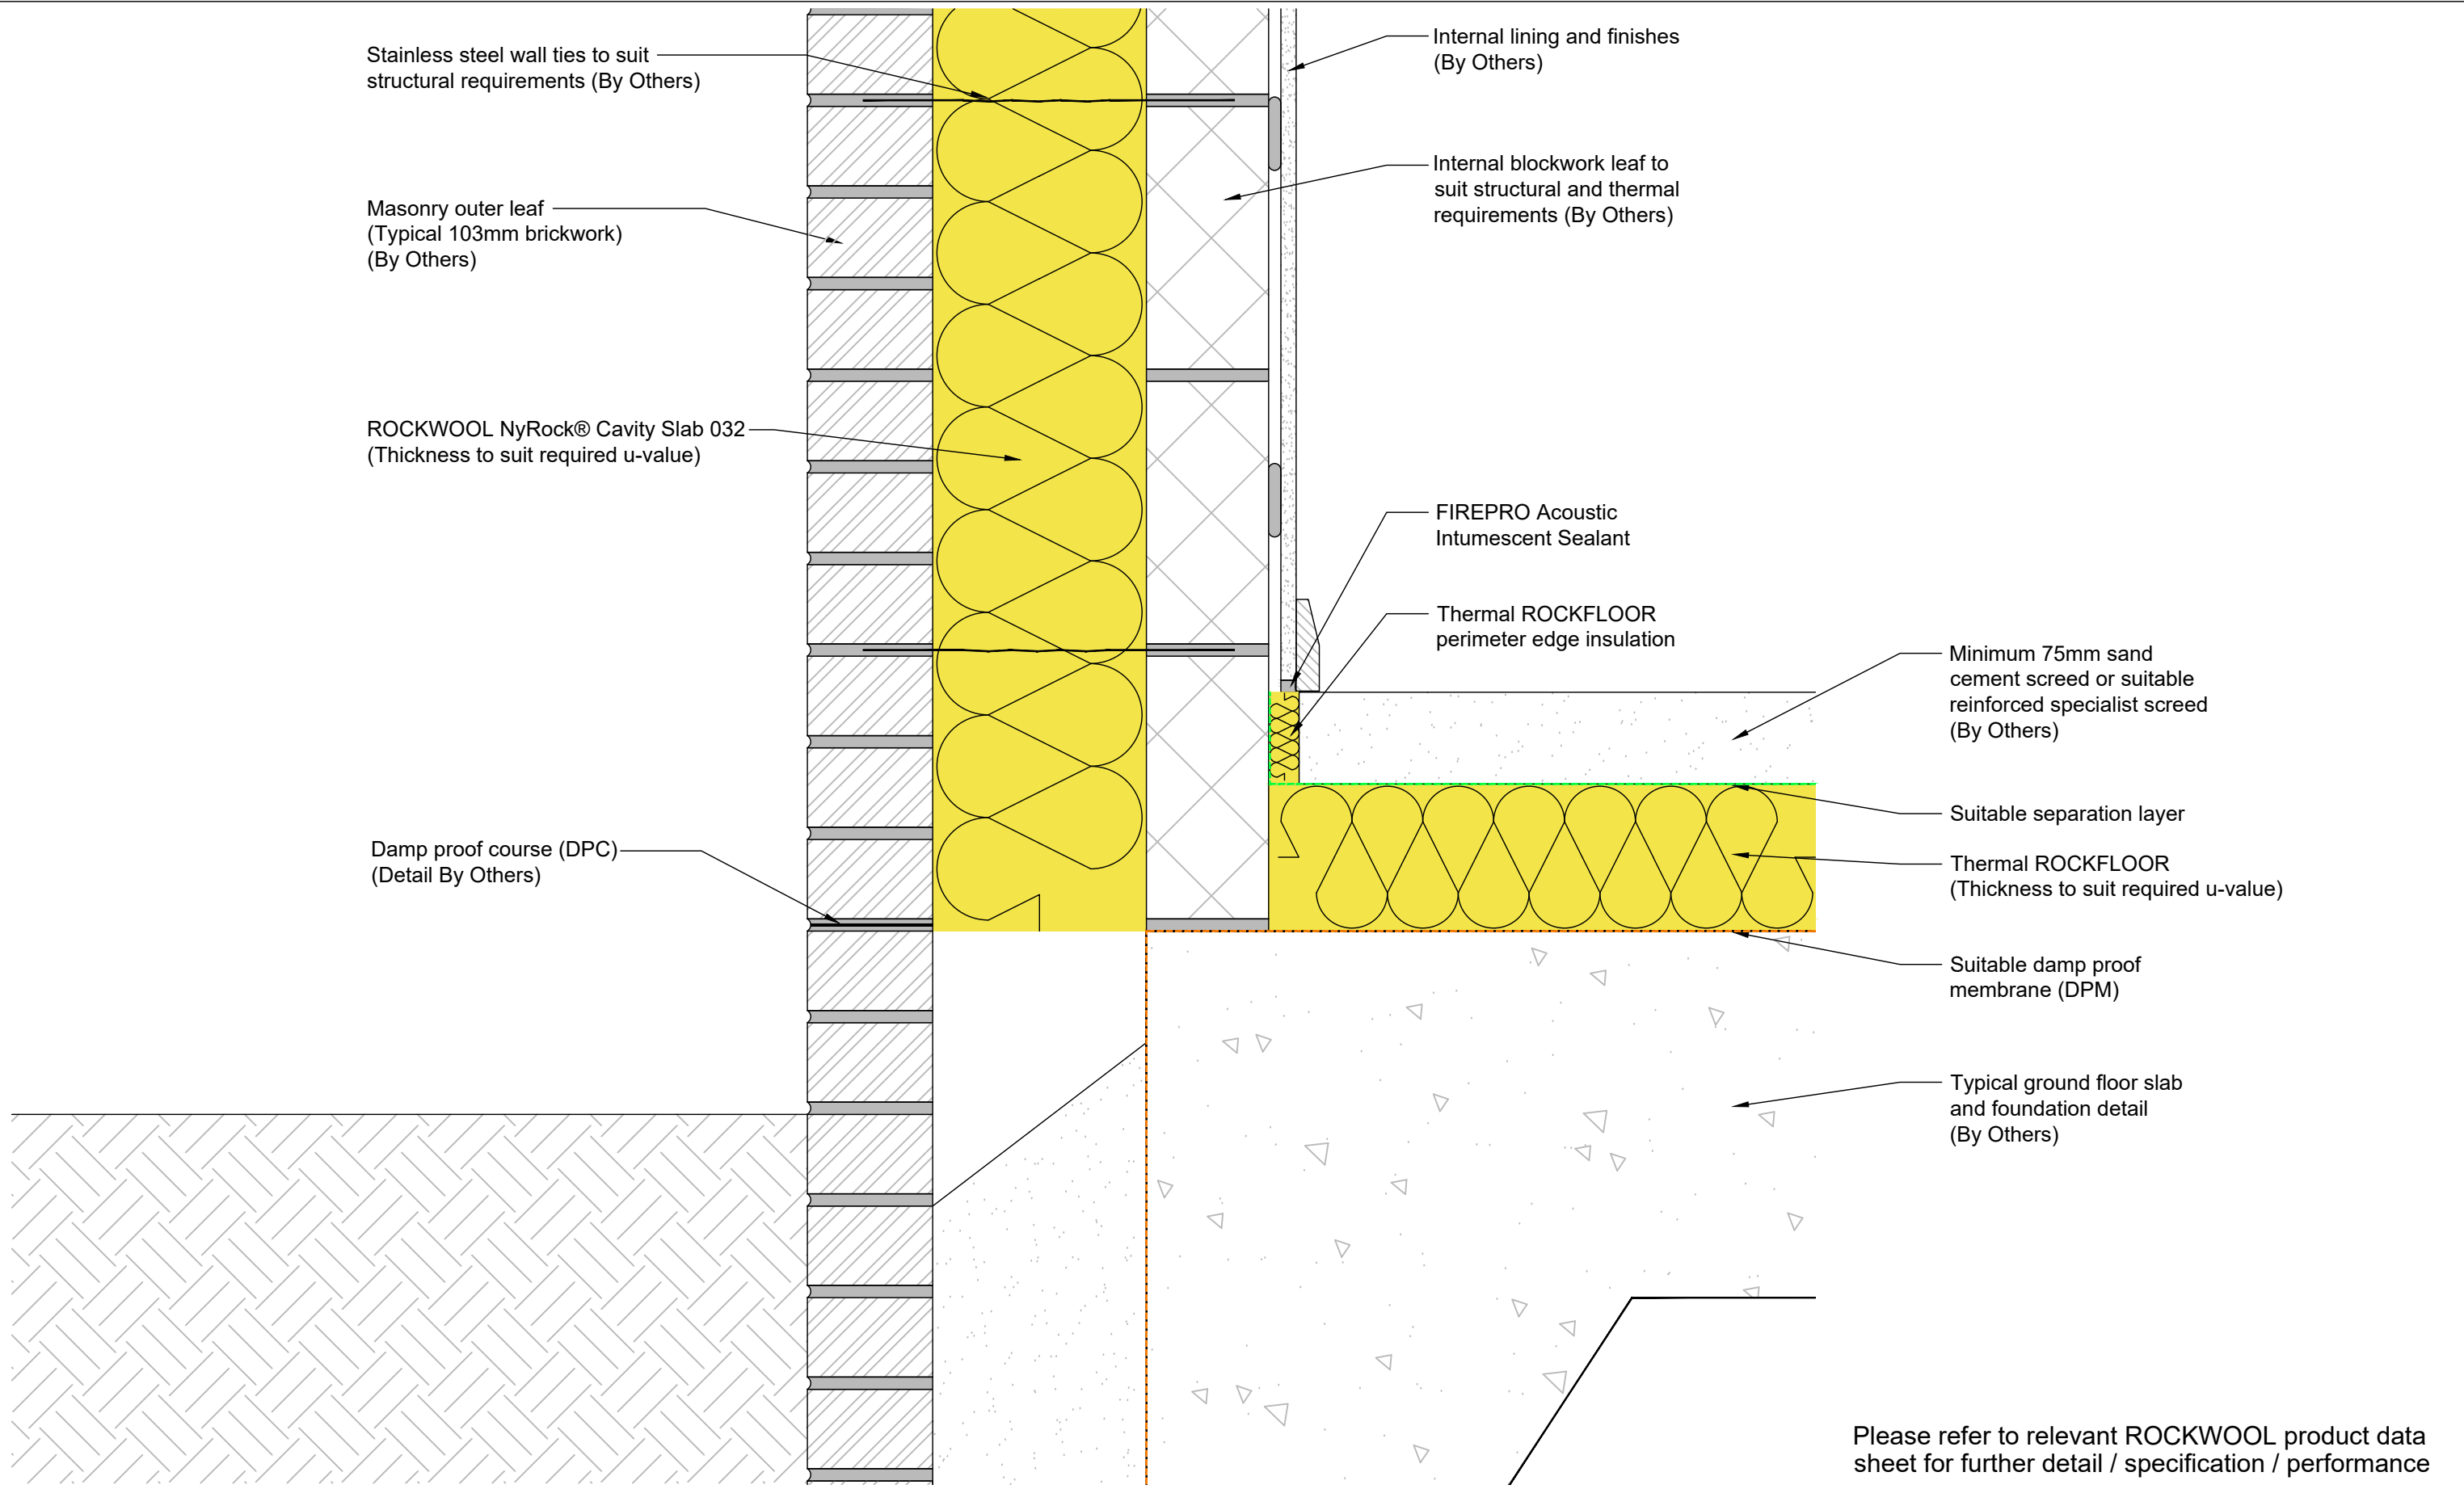 Stainless steel wall ties to suit
structural requirements (By Others)
Masonry outer leaf
(Typical 103mm brickwork)
(By Others)
ROCKWOOL NyRock® Cavity Slab 032
(Thickness to suit required u-value)
Damp proof course (DPC)
(Detail By Others)
Internal lining and finishes
(By Others)
Internal blockwork leaf to
suit structural and thermal
requirements (By Others)
FIREPRO Acoustic
Intumescent Sealant
Thermal ROCKFLOOR
perimeter edge insulation
Minimum 75mm sand
cement screed or suitable
reinforced specialist screed
(By Others)
Suitable separation layer
Thermal ROCKFLOOR
(Thickness to suit required u-value)
Suitable damp proof
membrane (DPM)
Typical ground floor slab
and foundation detail
(By Others)
Please refer to relevant ROCKWOOL product data
sheet for further detail / specification / performance